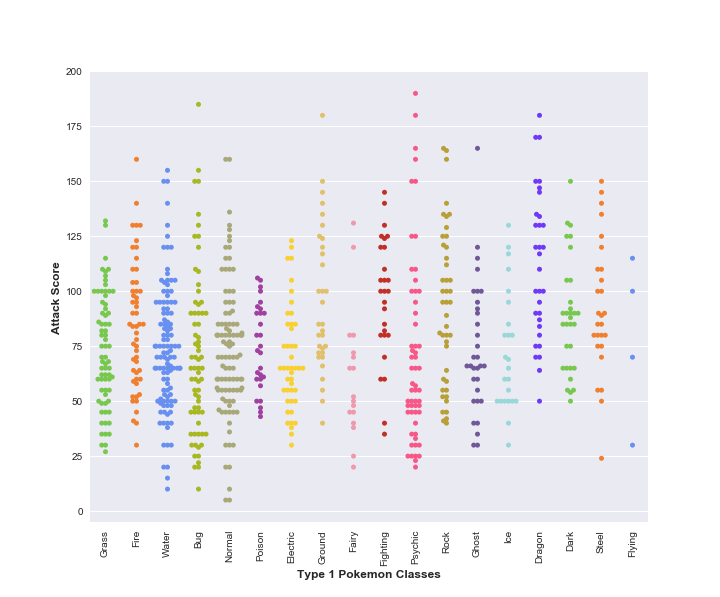 200
175
150
125
100
75
50
25
0
Attack Score
Grass
Fire
Water
Bug
Normal
Poison
Electric
Ground
Fairy
Fighting
Psychic
Rock
Ghost
Ice
Dragon
Dark
Steel
Flying
Type 1 Pokemon Classes